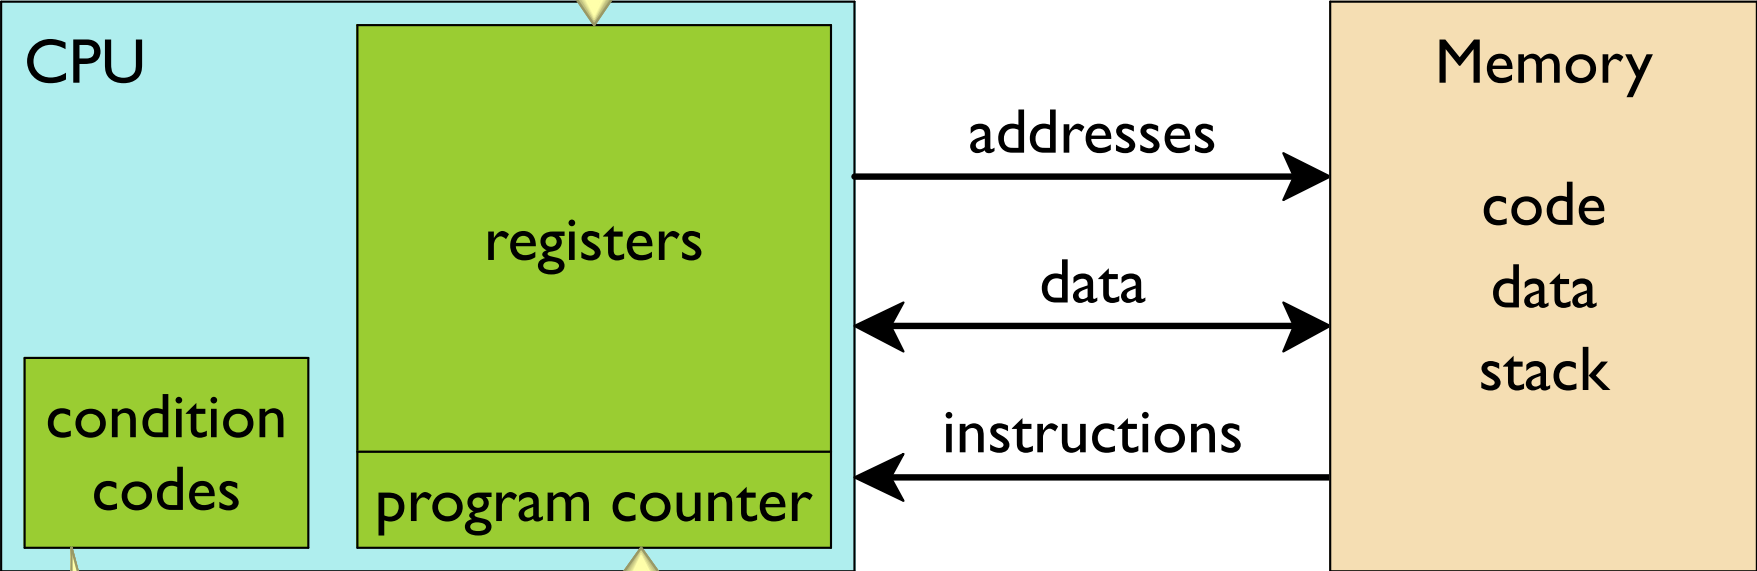 CPU
registers
condition
codes
program counter
addresses
data
instructions
Memory
code
data
stack